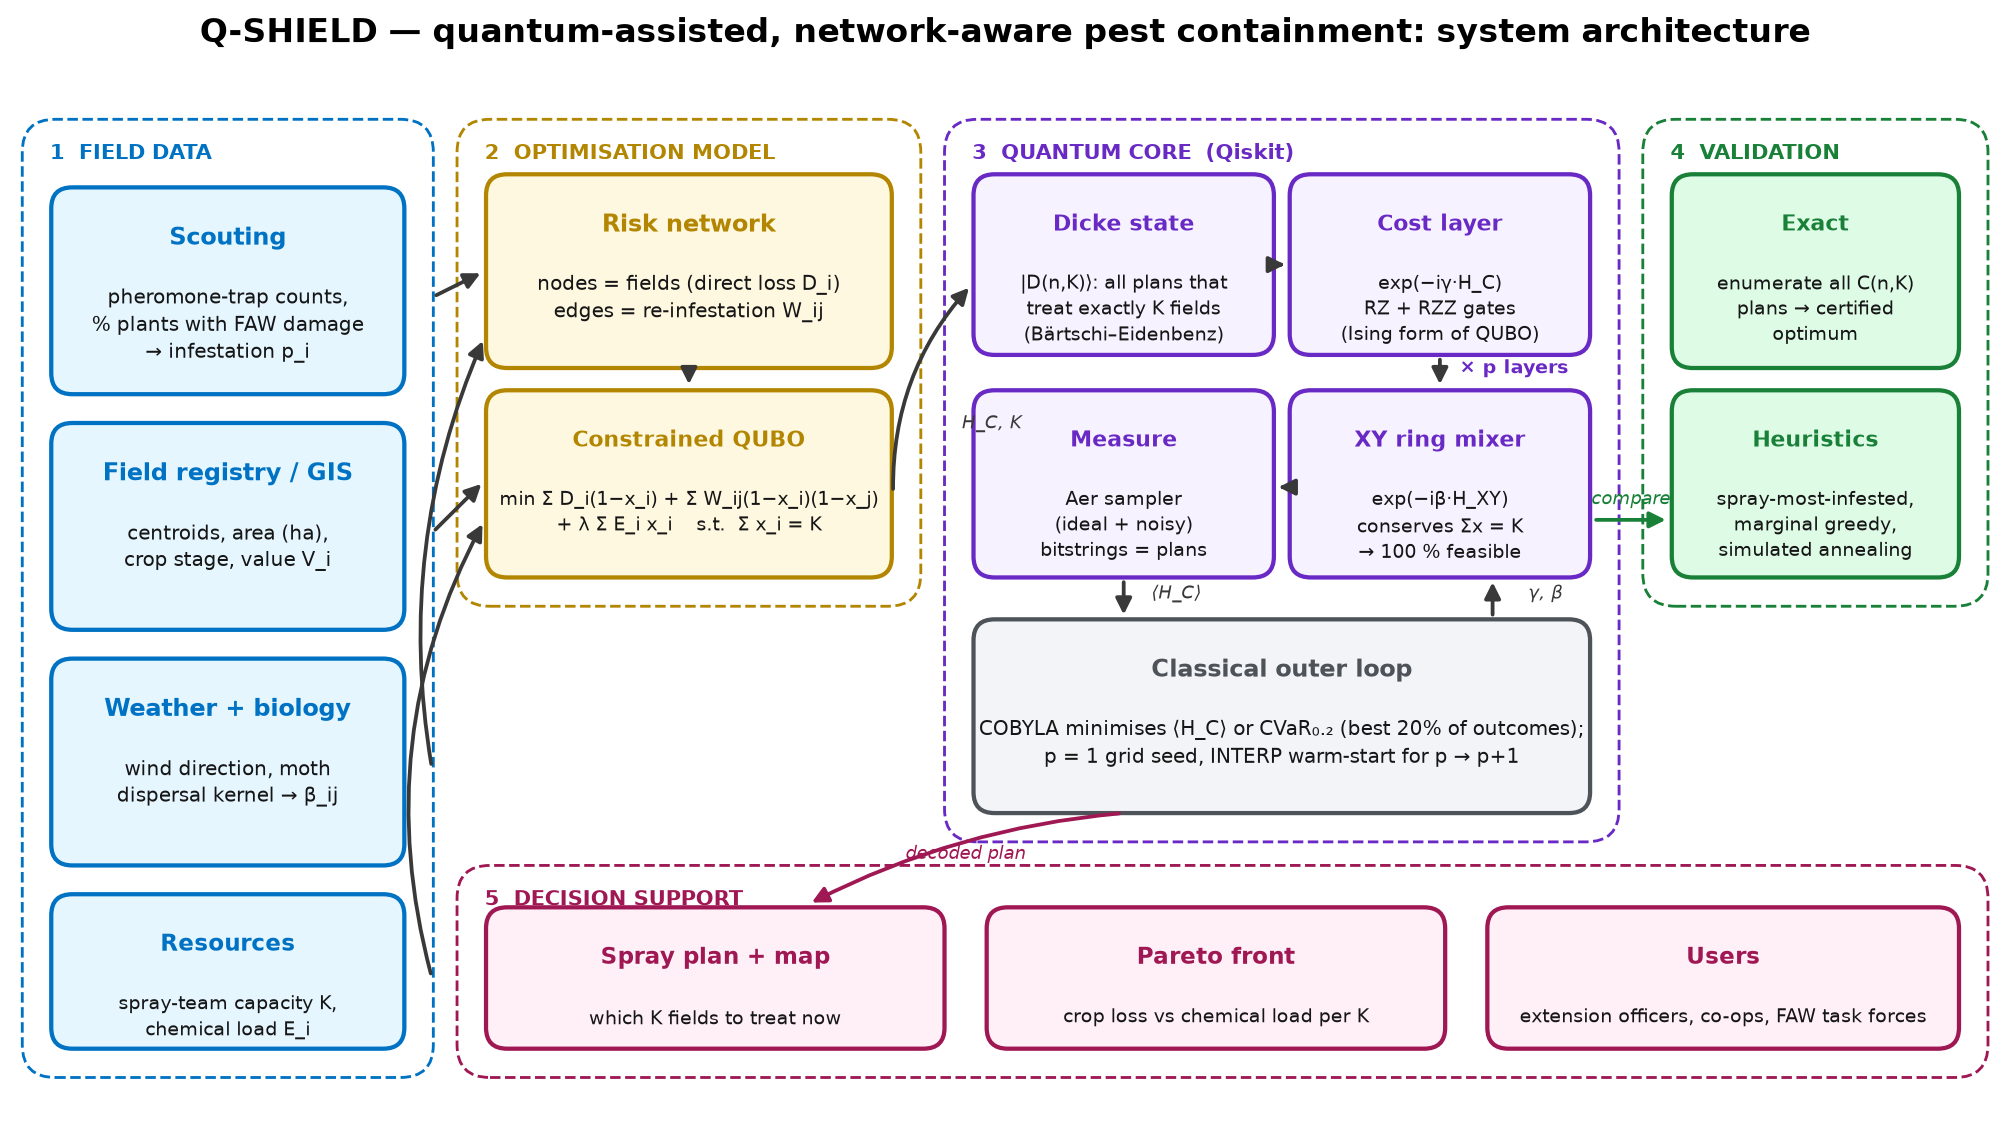 Q-SHIELD — quantum-assisted, network-aware pest containment: system architecture
1 FIELD DATA
Scouting
pheromone-trap counts,
% plants with FAW damage
→ infestation p_i
Field registry / GIS
centroids, area (ha),
crop stage, value V_i
Weather + biology
wind direction, moth
dispersal kernel → β_ij
Resources
spray-team capacity K,
chemical load E_i
2 OPTIMISATION MODEL
Risk network
nodes = fields (direct loss D_i)
edges = re-infestation W_ij
Constrained QUBO
min Σ D_i(1−x_i) + Σ W_ij(1−x_i)(1−x_j)
+ λ Σ E_i x_i    s.t.  Σ x_i = K
3 QUANTUM CORE (Qiskit)
Dicke state
|D(n,K)⟩: all plans that
treat exactly K fields
(Bärtschi–Eidenbenz)
Cost layer
exp(−iγ·H_C)
RZ + RZZ gates
(Ising form of QUBO)
× p layers
H_C, K
Measure
Aer sampler
(ideal + noisy)
bitstrings = plans
XY ring mixer
exp(−iβ·H_XY)
conserves Σx = K
→ 100 % feasible
⟨H_C⟩
γ, β
Classical outer loop
COBYLA minimises ⟨H_C⟩ or CVaR₀.₂ (best 20% of outcomes);
p = 1 grid seed, INTERP warm-start for p → p+1
4 VALIDATION
Exact
enumerate all C(n,K)
plans → certified
optimum
compare
Heuristics
spray-most-infested,
marginal greedy,
simulated annealing
decoded plan
5 DECISION SUPPORT
Spray plan + map
which K fields to treat now
Pareto front
crop loss vs chemical load per K
Users
extension officers, co-ops, FAW task forces